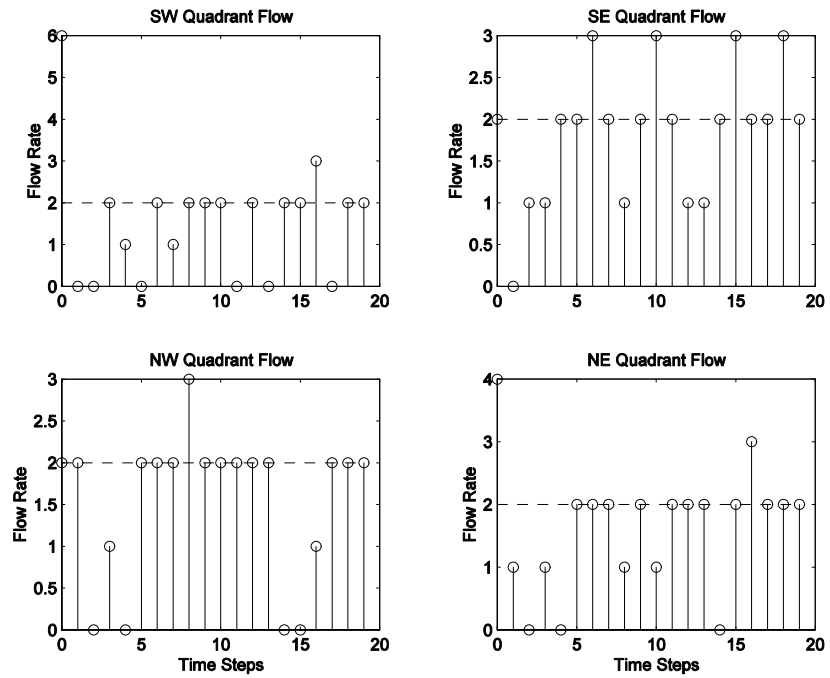 SW Quadrant Flow
6
5
4
3
2
1
0
Flow Rate
0 5 10 15 20
SE Quadrant Flow
3
2.5
2
1.5
1
0.5
0
Flow Rate
0 5 10 15 20
NW Quadrant Flow
3
2.5
2
1.5
1
0.5
0
Flow Rate
0 5 10 15 20
Time Steps
NE Quadrant Flow
4
3
2
1
0
Flow Rate
0 5 10 15 20
Time Steps